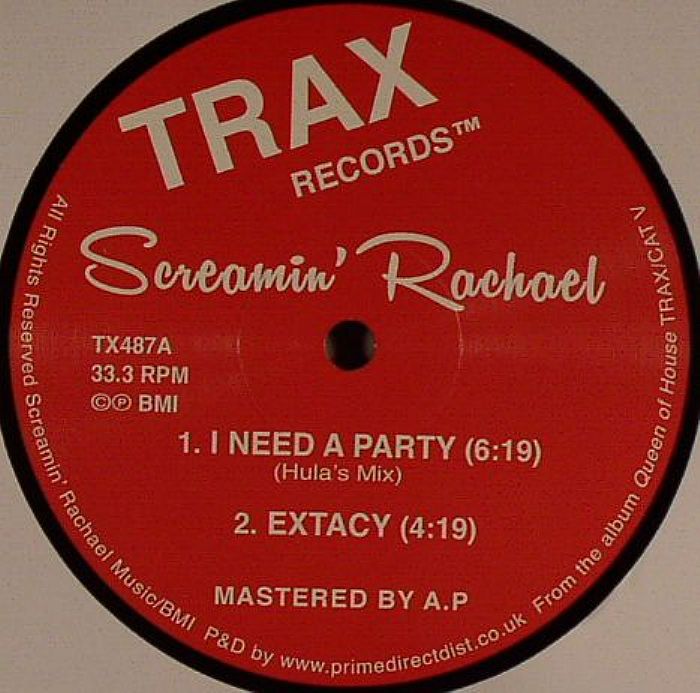 TRAX
RECORDS™
Screamin' Rachael
TX487A
33.3 RPM
©℗ BMI
1. I NEED A PARTY (6:19)
(Hula's Mix)
2. EXTACY (4:19)
MASTERED BY A.P
All Rights Reserved Screamin' Rachael Music/BMI P&D by www.primedirectdist.co.uk From the album Queen of House TRAX/CAT V